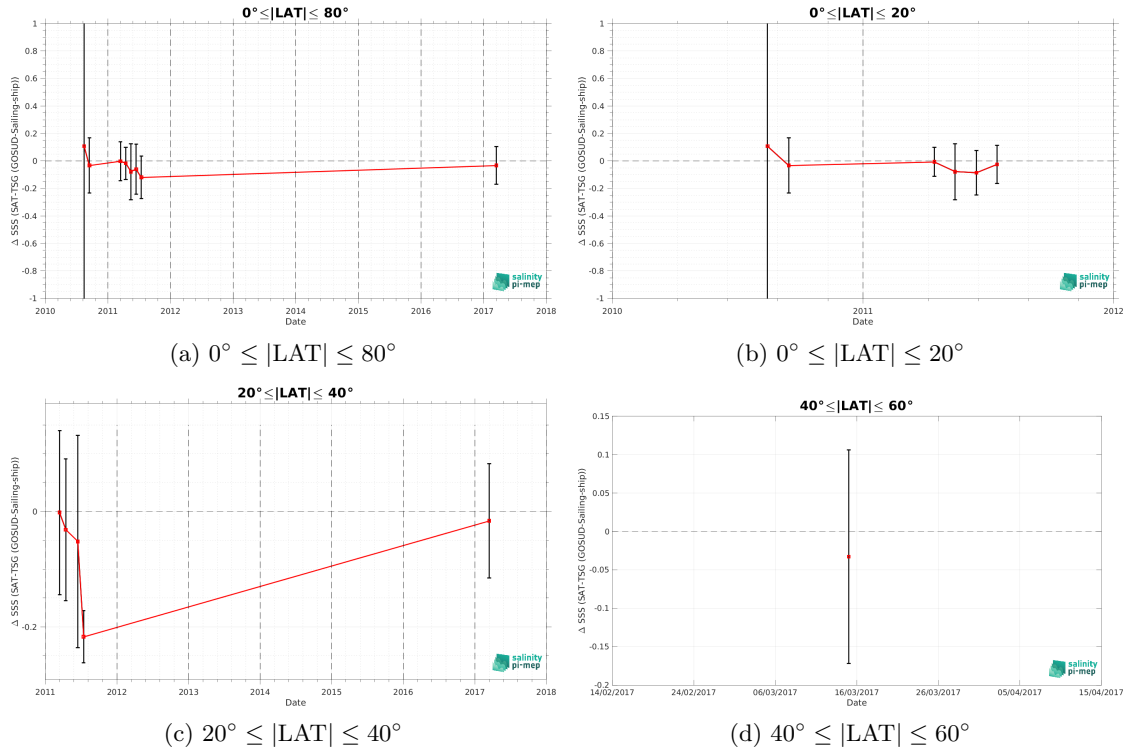 0°≤|LAT|≤ 80°
1
0.8
0.6
0.4
0.2
0
-0.2
-0.4
-0.6
-0.8
-1
Δ SSS (SAT-TSG (GOSUD-Sailing-ship))
2010 2011 2012 2013 2014 2015 2016 2017 2018
Date
salinity
pi-mep
(a) 0° ≤ |LAT| ≤ 80°
0°≤|LAT|≤ 20°
1
0.8
0.6
0.4
0.2
0
-0.2
-0.4
-0.6
-0.8
-1
Δ SSS (SAT-TSG (GOSUD-Sailing-ship))
2010 2011 2012
Date
salinity
pi-mep
(b) 0° ≤ |LAT| ≤ 20°
20°≤|LAT|≤ 40°
0
-0.2
Δ SSS (SAT-TSG (GOSUD-Sailing-ship))
2011 2012 2013 2014 2015 2016 2017 2018
Date
salinity
pi-mep
(c) 20° ≤ |LAT| ≤ 40°
40°≤|LAT|≤ 60°
0.15
0.1
0.05
0
-0.05
-0.1
-0.15
-0.2
Δ SSS (SAT-TSG (GOSUD-Sailing-ship))
14/02/2017 24/02/2017 06/03/2017 16/03/2017 26/03/2017 05/04/2017 15/04/2017
Date
salinity
pi-mep
(d) 40° ≤ |LAT| ≤ 60°